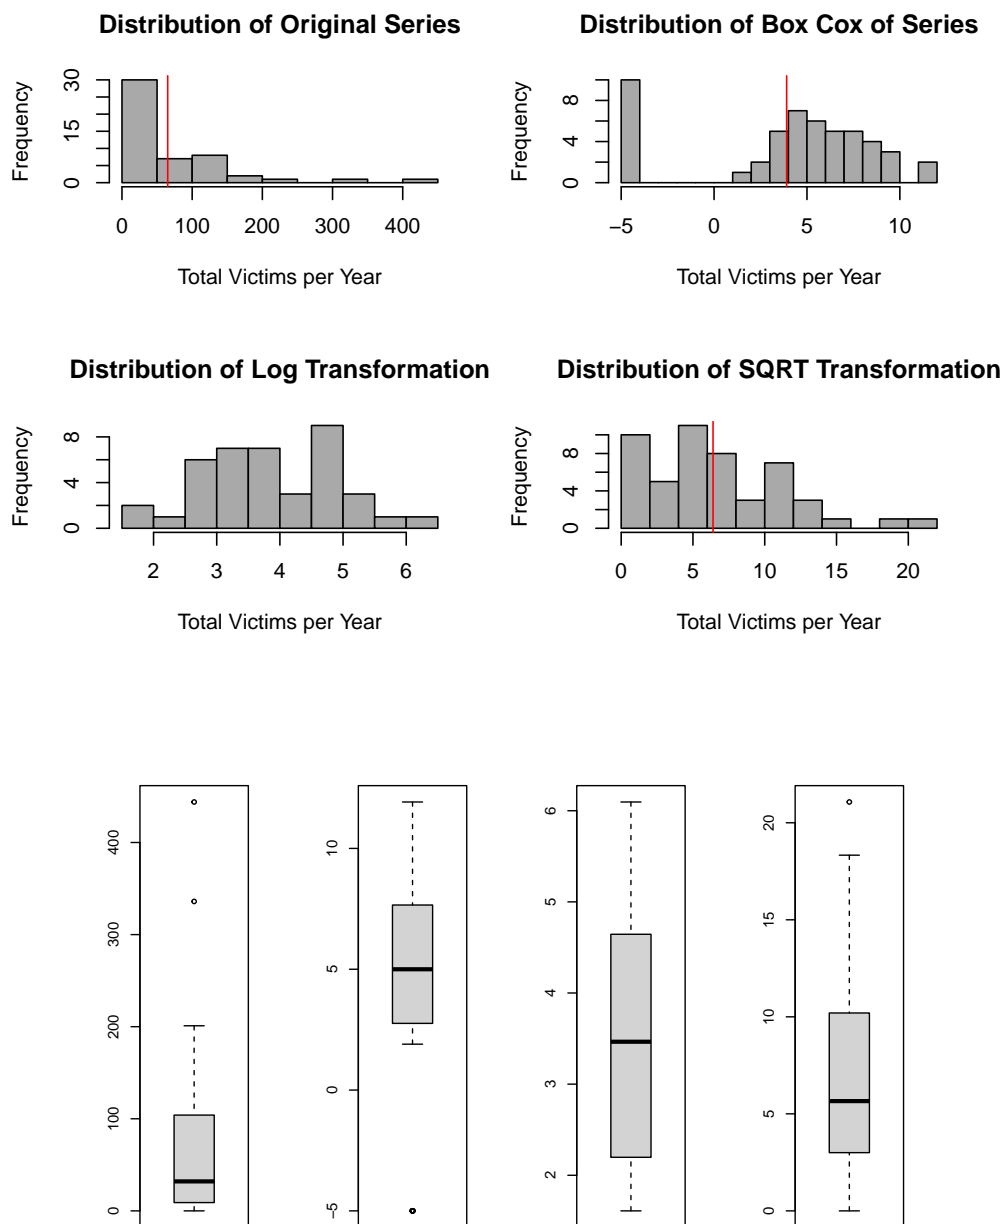 Distribution of Original Series
Frequency
0 15 30
0 100 200 300 400
Total Victims per Year
Distribution of Box Cox of Series
Frequency
0 4 8
−5 0 5 10
Total Victims per Year
Distribution of Log Transformation
Frequency
0 4 8
2 3 4 5 6
Total Victims per Year
Distribution of SQRT Transformation
Frequency
0 4 8
0 5 10 15 20
Total Victims per Year
0 100 200 300 400
−5 0 5 10
2 3 4 5 6
0 5 10 15 20